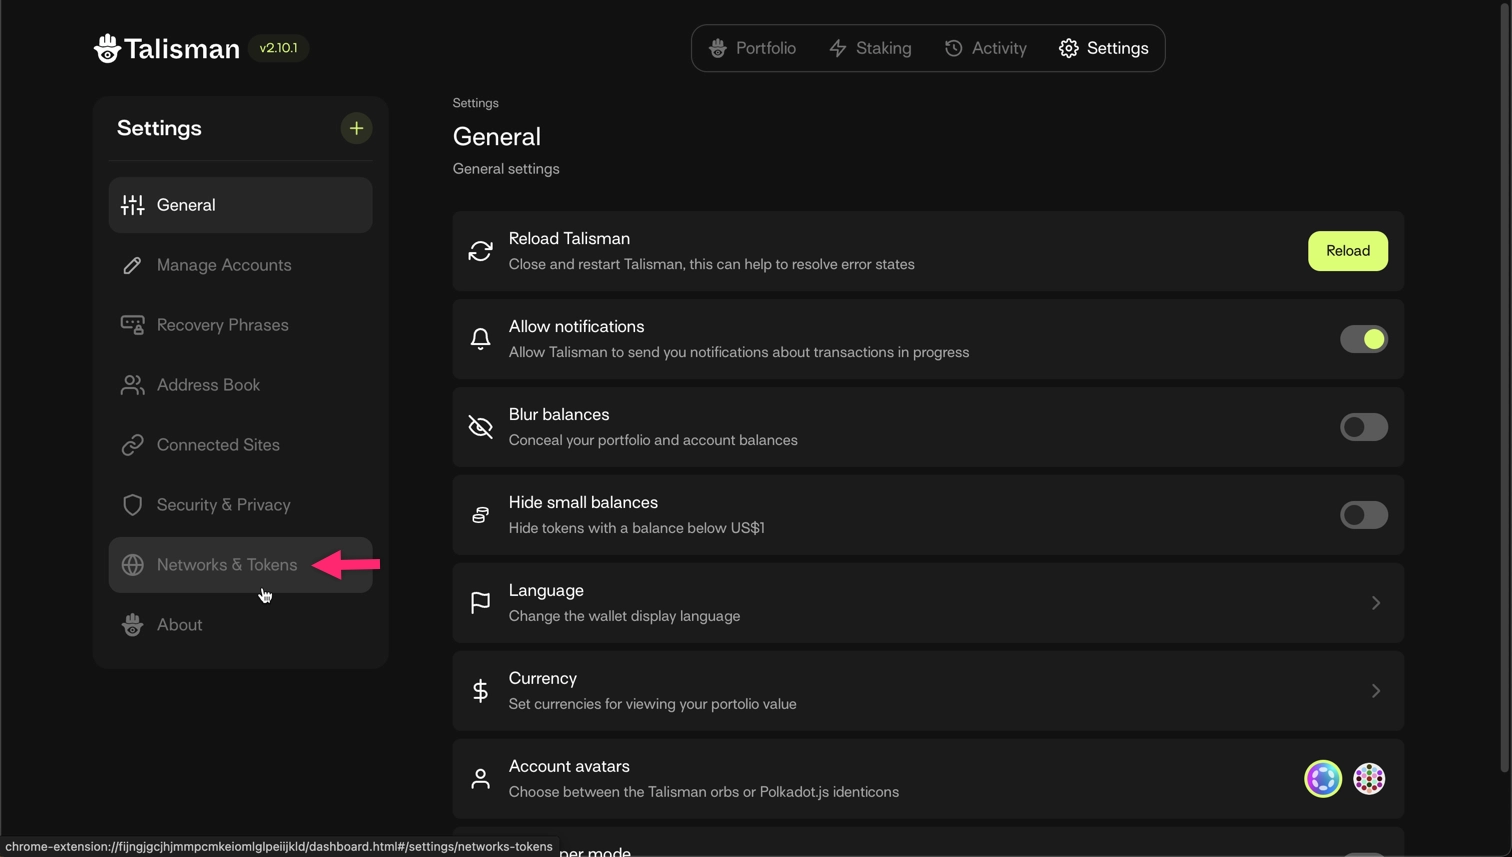 Talisman v2.10.1
Portfolio
Staking
Activity
Settings
Settings
+
General
Manage Accounts
Recovery Phrases
Address Book
Connected Sites
Security & Privacy
Networks & Tokens
About
Settings
General
General settings
Reload Talisman
Close and restart Talisman, this can help to resolve error states
Reload
Allow notifications
Allow Talisman to send you notifications about transactions in progress
Blur balances
Conceal your portfolio and account balances
Hide small balances
Hide tokens with a balance below US$1
Language
Change the wallet display language
Currency
Set currencies for viewing your portolio value
Account avatars
Choose between the Talisman orbs or Polkadot.js identicons
per mode
chrome-extension://fijngjgcjhjmmpcmkeiomlglpeiijkld/dashboard.html#/settings/networks-tokens